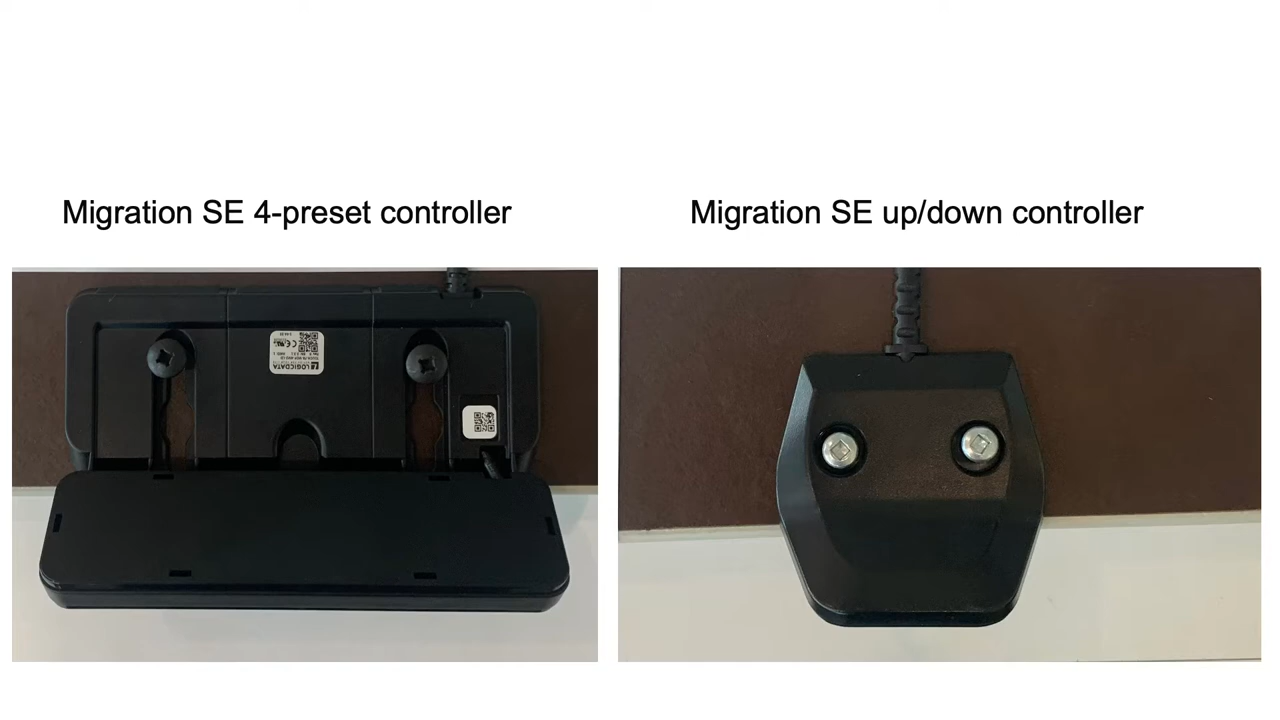 Migration SE 4-preset controller
Migration SE up/down controller
LOGICDATA